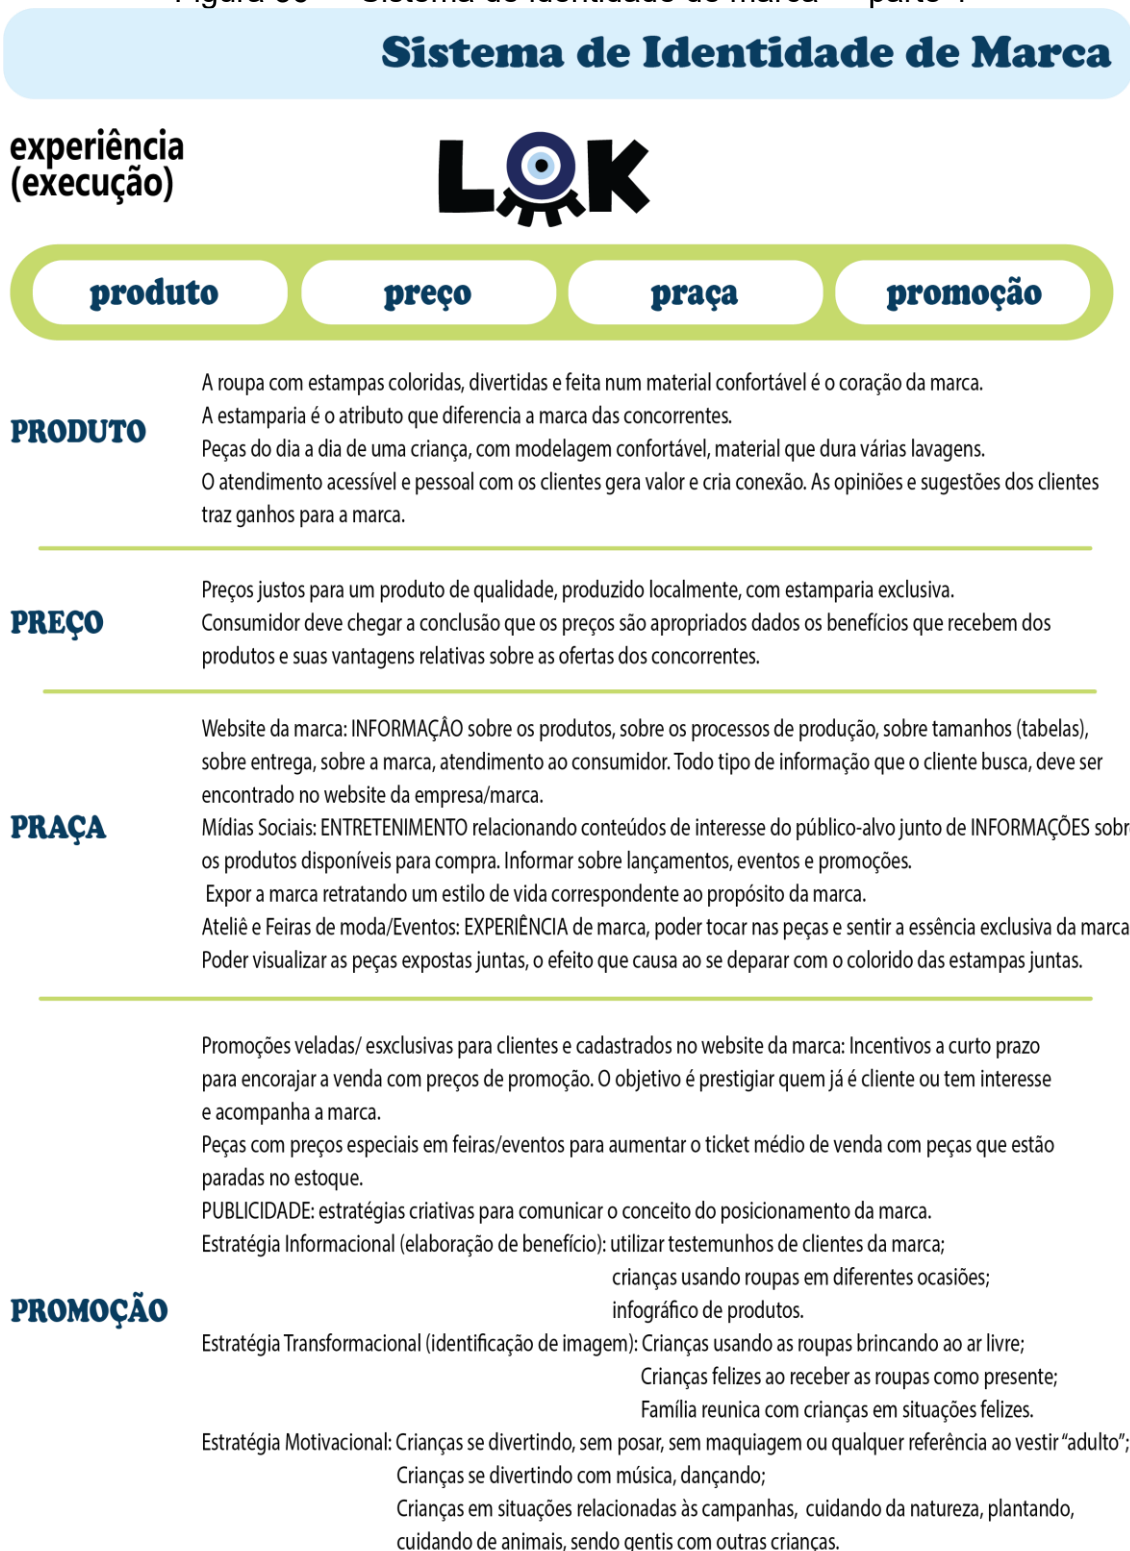 Sistema de Identidade de Marca
experiência
(execução)
LOK
produto preço praça promoção
A roupa com estampas coloridas, divertidas e feita num material confortável é o coração da marca.
A estamparia é o atributo que diferencia a marca das concorrentes.
PRODUTO
Peças do dia a dia de uma criança, com modelagem confortável, material que dura várias lavagens.
O atendimento acessível e pessoal com os clientes gera valor e cria conexão. As opiniões e sugestões dos clientes
traz ganhos para a marca.
Preços justos para um produto de qualidade, produzido localmente, com estamparia exclusiva.
PREÇO
Consumidor deve chegar a conclusão que os preços são apropriados dados os benefícios que recebem dos
produtos e suas vantagens relativas sobre as ofertas dos concorrentes.
Website da marca: INFORMAÇÂO sobre os produtos, sobre os processos de produção, sobre tamanhos (tabelas),
sobre entrega, sobre a marca, atendimento ao consumidor. Todo tipo de informação que o cliente busca, deve ser
encontrado no website da empresa/marca.
PRAÇA
Mídias Sociais: ENTRETENIMENTO relacionando conteúdos de interesse do público-alvo junto de INFORMAÇÕES sobre
os produtos disponíveis para compra. Informar sobre lançamentos, eventos e promoções.
Expor a marca retratando um estilo de vida correspondente ao propósito da marca.
Ateliê e Feiras de moda/Eventos: EXPERIÊNCIA de marca, poder tocar nas peças e sentir a essência exclusiva da marca
Poder visualizar as peças expostas juntas, o efeito que causa ao se deparar com o colorido das estampas juntas.
Promoções veladas/ esxclusivas para clientes e cadastrados no website da marca: Incentivos a curto prazo
para encorajar a venda com preços de promoção. O objetivo é prestigiar quem já é cliente ou tem interesse
e acompanha a marca.
Peças com preços especiais em feiras/eventos para aumentar o ticket médio de venda com peças que estão
paradas no estoque.
PUBLICIDADE: estratégias criativas para comunicar o conceito do posicionamento da marca.
Estratégia Informacional (elaboração de benefício): utilizar testemunhos de clientes da marca;
crianças usando roupas em diferentes ocasiões;
infográfico de produtos.
PROMOÇÃO
Estratégia Transformacional (identificação de imagem): Crianças usando as roupas brincando ao ar livre;
Crianças felizes ao receber as roupas como presente;
Família reunica com crianças em situações felizes.
Estratégia Motivacional: Crianças se divertindo, sem posar, sem maquiagem ou qualquer referência ao vestir “adulto”;
Crianças se divertindo com música, dançando;
Crianças em situações relacionadas às campanhas, cuidando da natureza, plantando,
cuidando de animais, sendo gentis com outras crianças.